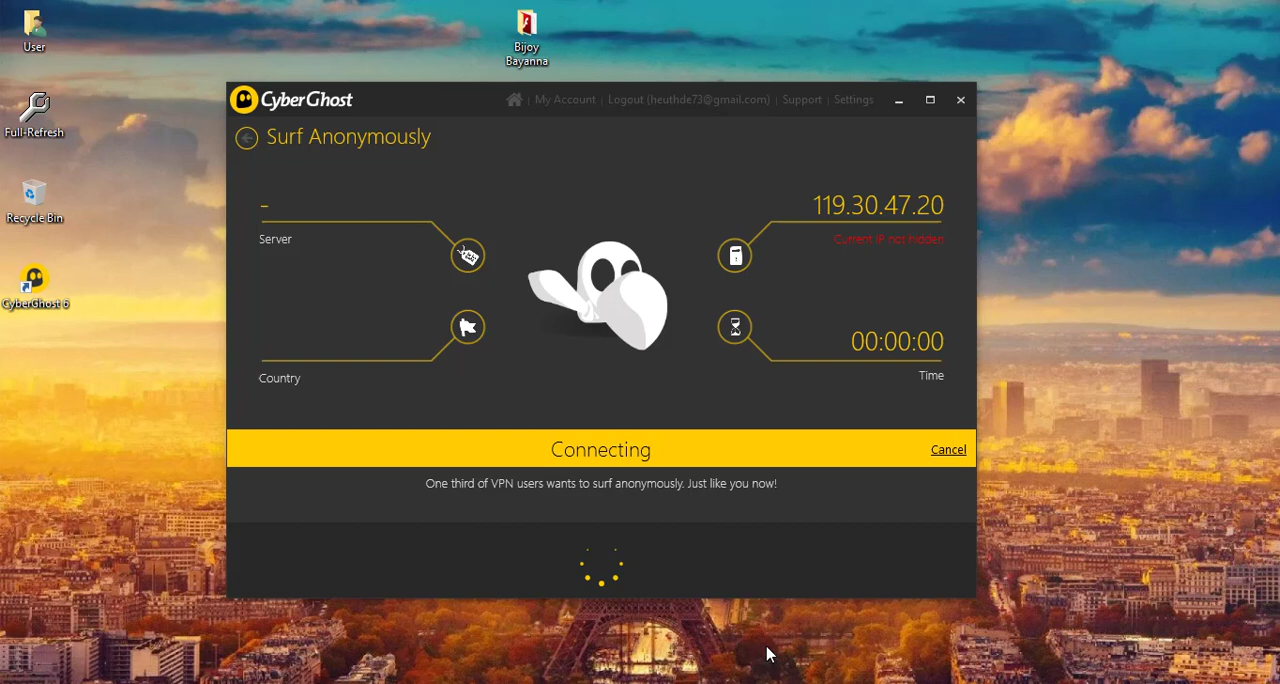 User
Bijoy
Bayanna
Full-Refresh
Recycle Bin
CyberGhost 6
CyberGhost
My Account | Logout (heuthde73@gmail.com) | Support | Settings
Surf Anonymously
-
119.30.47.20
Server
Current IP not hidden
00:00:00
Country
Time
Connecting
Cancel
One third of VPN users wants to surf anonymously. Just like you now!